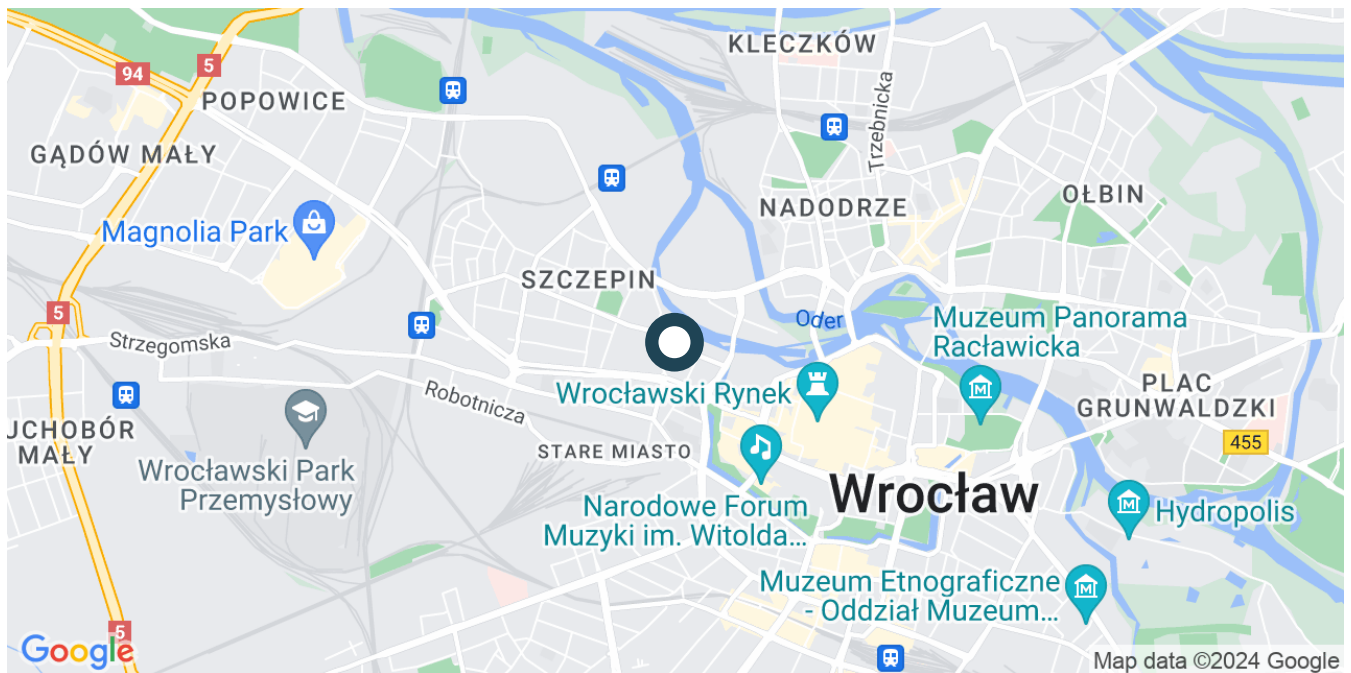 KLECZKÓW
94
5
POPOWICE
Trzebnicka
GĄDÓW MAŁY
OŁBIN
NADODRZE
Magnolia Park
SZCZEPIN
5
Oder
Muzeum Panorama
Racławicka
Strzegomska
Wrocławski Rynek
PLAC
GRUNWALDZKI
Robotnicza
UCHOBÓR
MAŁY
455
STARE MIASTO
Wrocławski Park
Przemysłowy
Wrocław
Narodowe Forum
Muzyki im. Witolda...
Hydropolis
Muzeum Etnograficzne
- Oddział Muzeum...
5
Google
Map data ©2024 Google